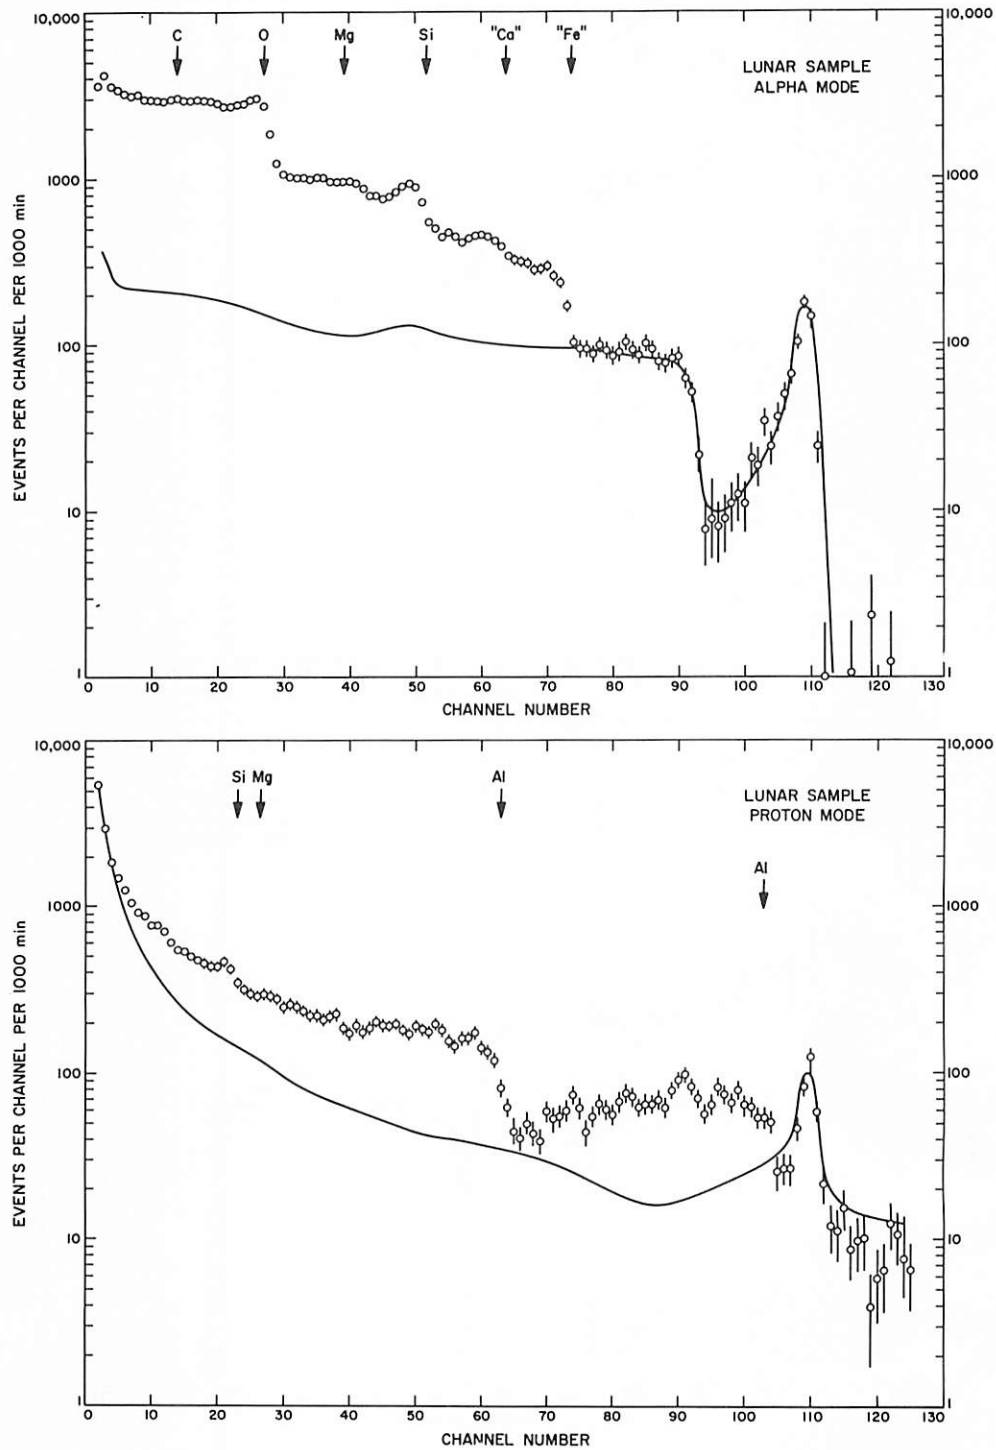 10,000
10,000
C O Mg Si "Ca" "Fe"
LUNAR SAMPLE
ALPHA MODE
1000
1000
EVENTS PER CHANNEL PER 1000 min
100
100
10
10
1
1
0 10 20 30 40 50 60 70 80 90 100 110 120 130
CHANNEL NUMBER
10,000
10,000
Si Mg Al
LUNAR SAMPLE
PROTON MODE
Al
1000
1000
EVENTS PER CHANNEL PER 1000 min
100
100
10
10
1
1
0 10 20 30 40 50 60 70 80 90 100 110 120 130
CHANNEL NUMBER